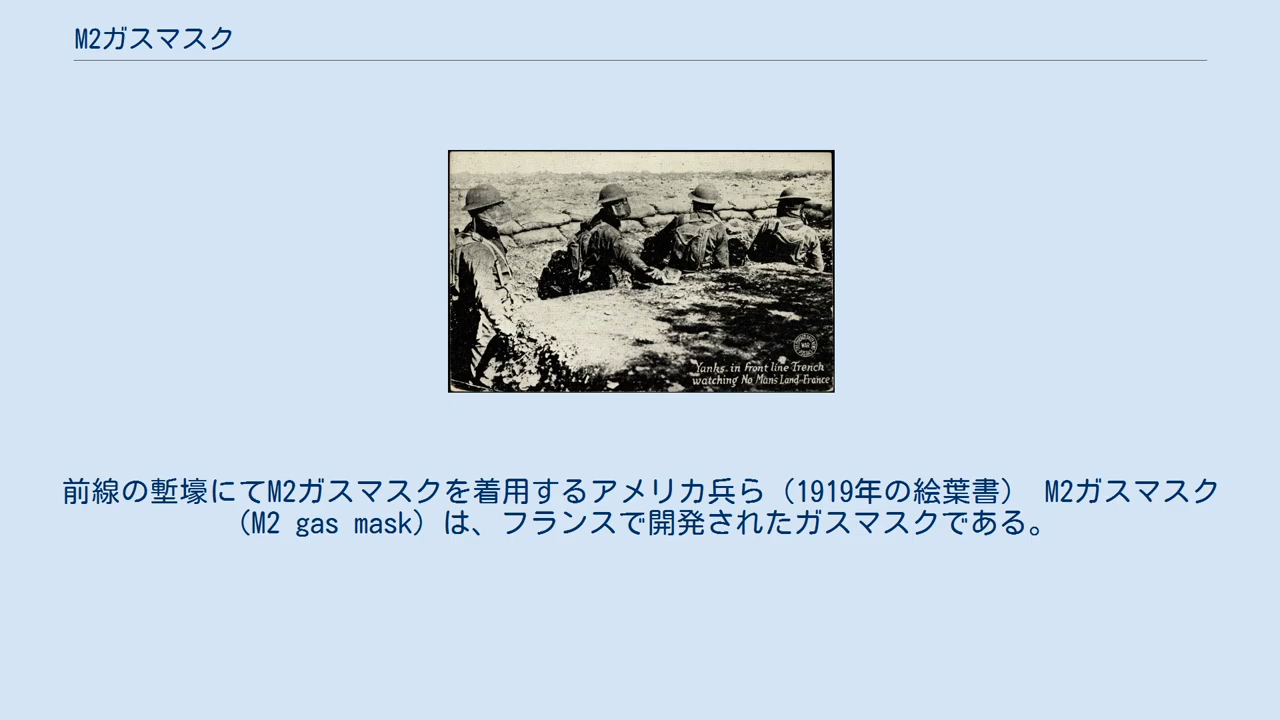 M2ガスマスク
Yanks in front line Trench
watching No Man's Land-France
WAR
前線の塹壕にてM2ガスマスクを着用するアメリカ兵ら（1919年の絵葉書） M2ガスマスク
（M2 gas mask）は、フランスで開発されたガスマスクである。